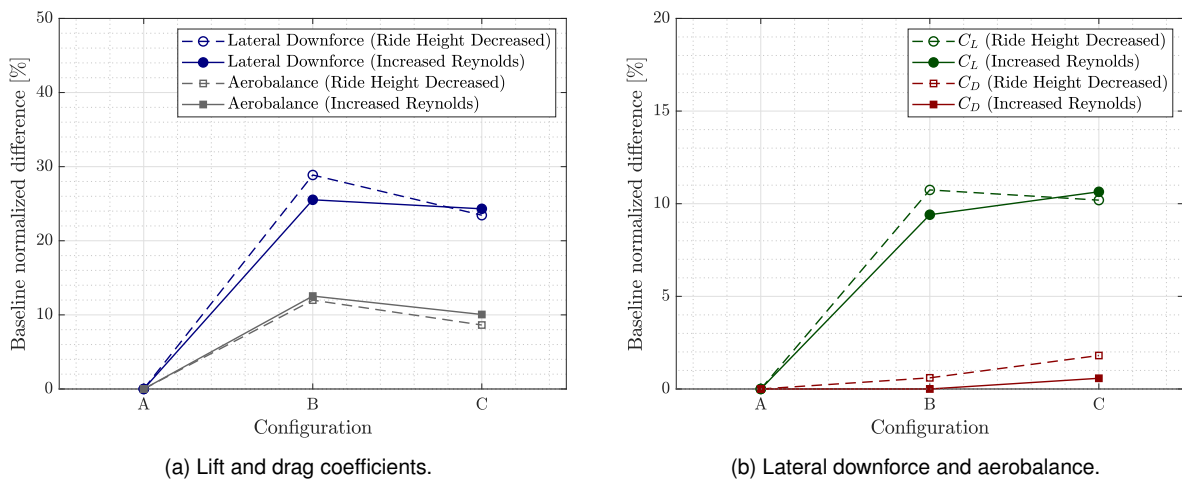 50
40
30
20
10
0
Baseline normalized difference [%]
Lateral Downforce (Ride Height Decreased)
Lateral Downforce (Increased Reynolds)
Aerobalance (Ride Height Decreased)
Aerobalance (Increased Reynolds)
A B C
Configuration
(a) Lift and drag coefficients.
20
15
10
5
0
Baseline normalized difference [%]
C_L (Ride Height Decreased)
C_L (Increased Reynolds)
C_D (Ride Height Decreased)
C_D (Increased Reynolds)
A B C
Configuration
(b) Lateral downforce and aerobalance.